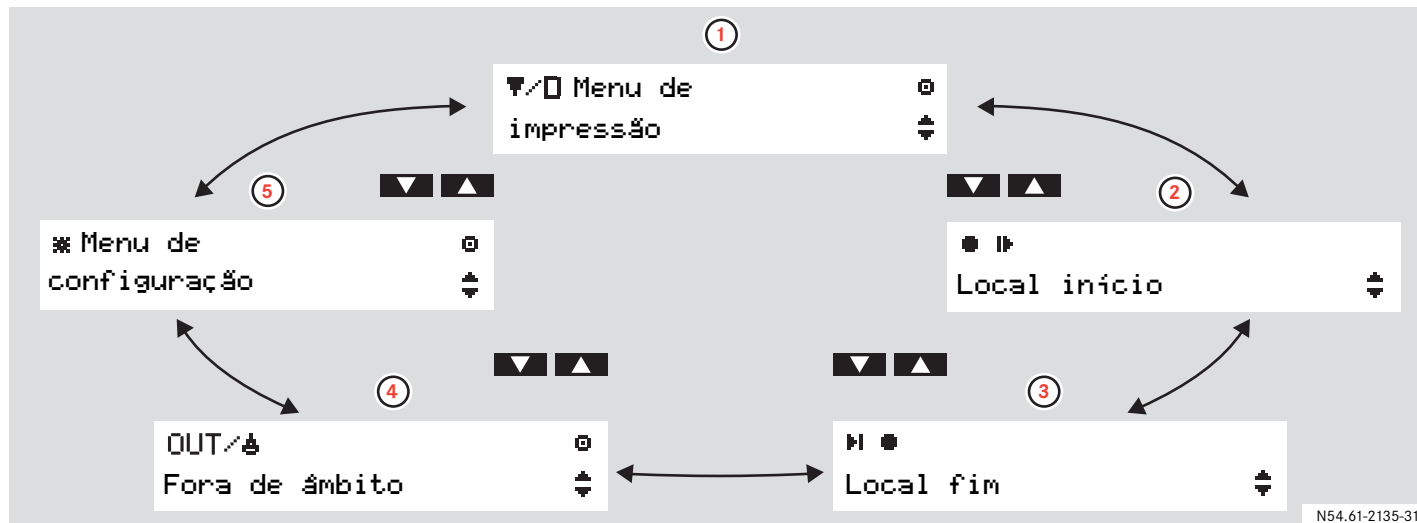 1
▼/▯ Menu de
impressão
5
2
Menu de
configuração
Local início
4
3
OUT/
Fora de âmbito
Local fim
N54.61-2135-31